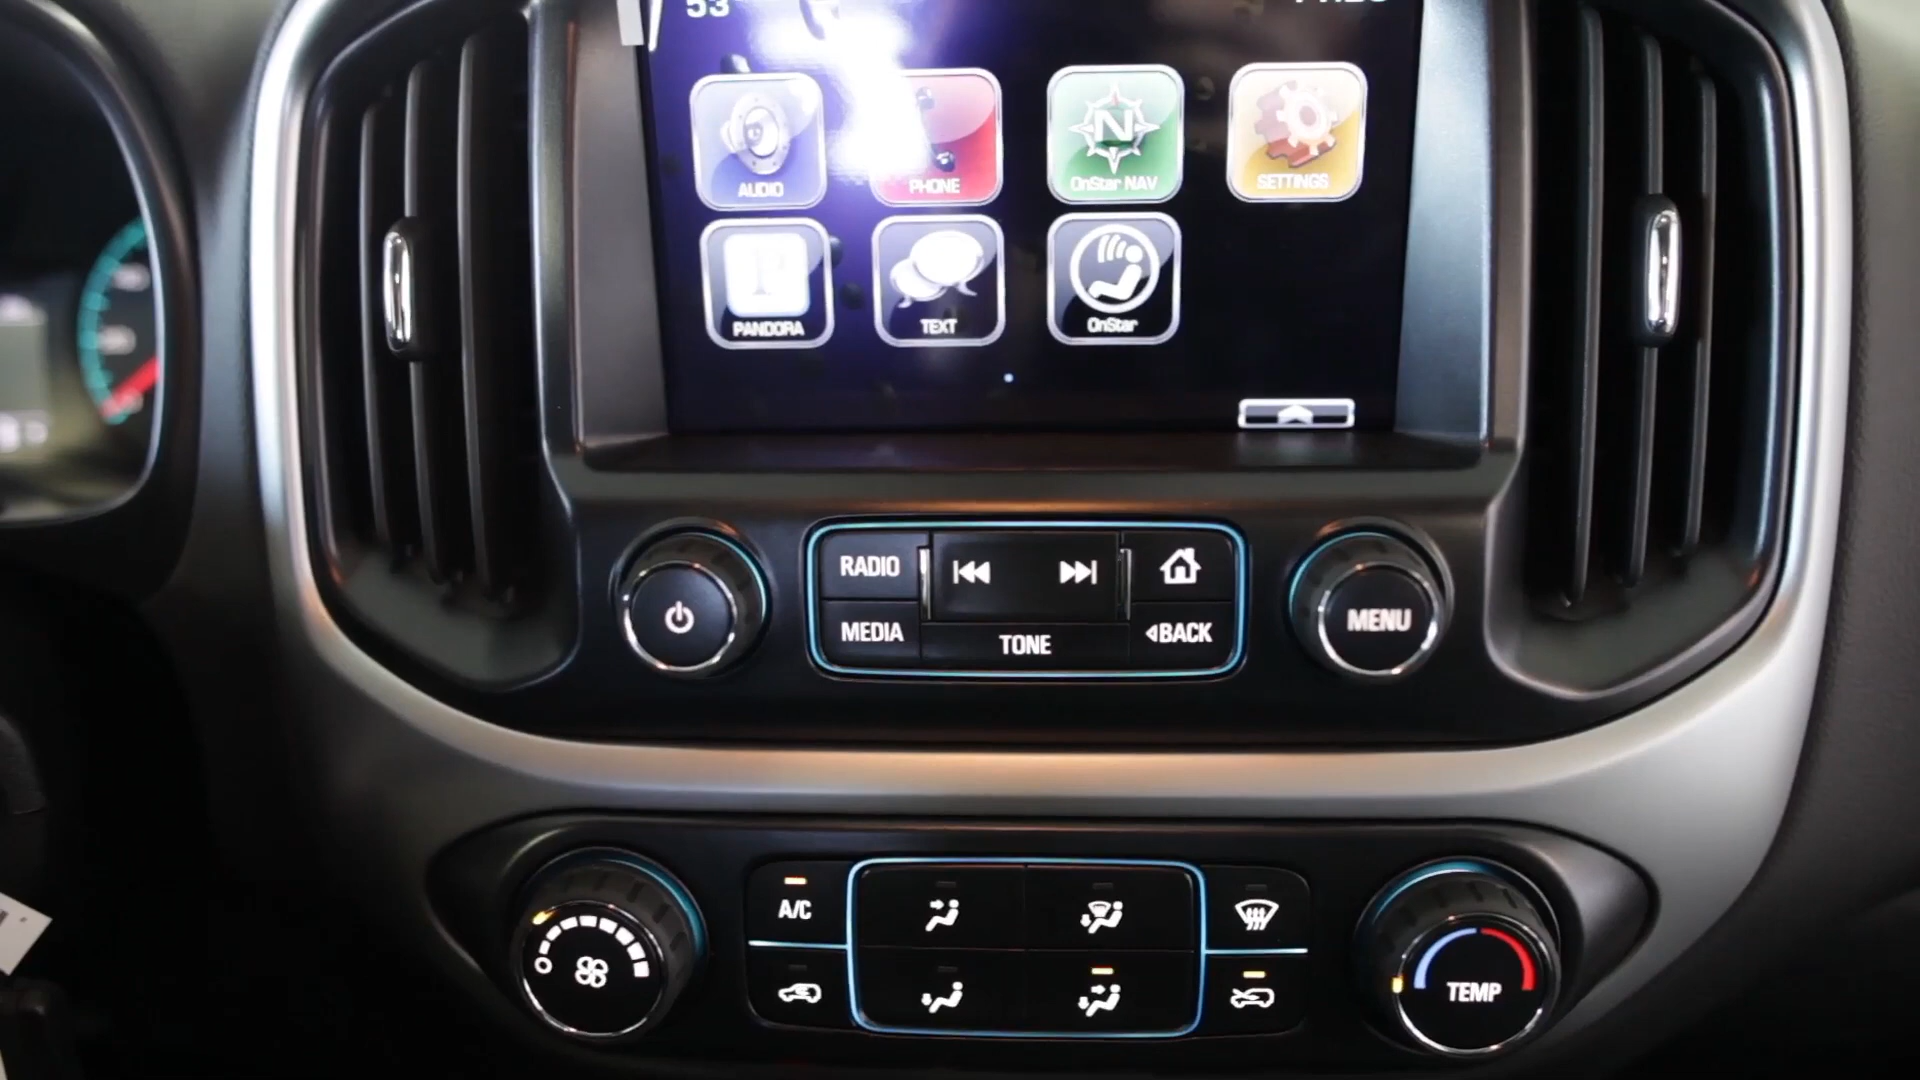 53
AUDIO PHONE OnStar NAV SETTINGS
PANDORA TEXT OnStar
RADIO
MEDIA TONE BACK
MENU
A/C
TEMP